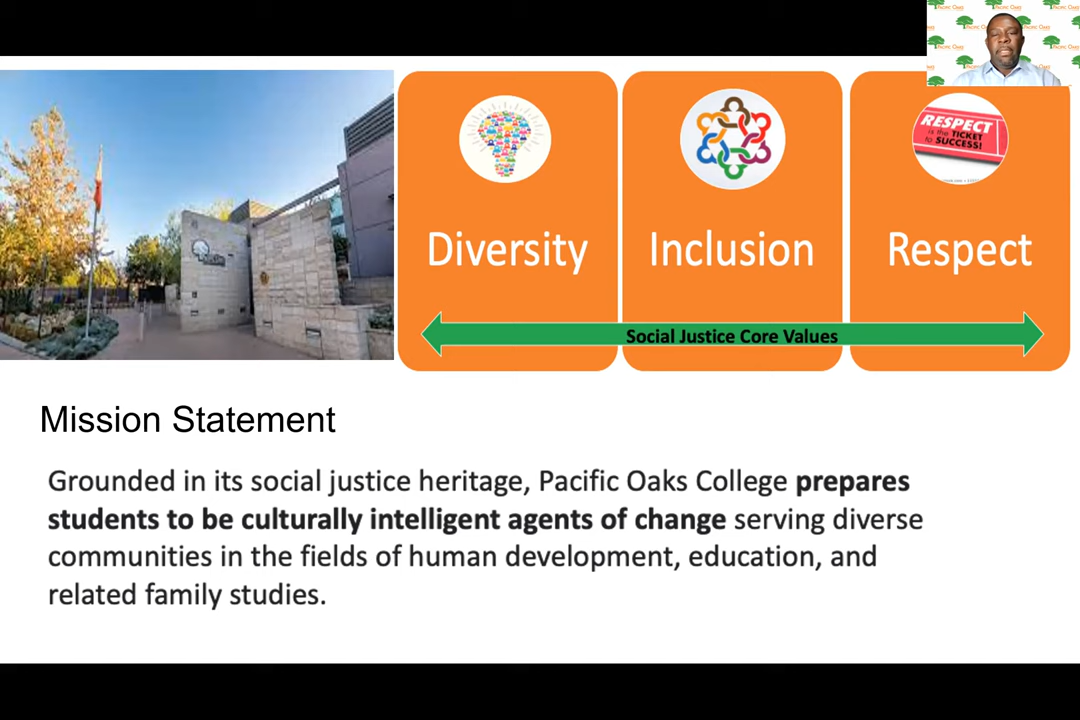 Diversity
Inclusion
RESPECT
is the TICKET
to SUCCESS!
Respect
Social Justice Core Values
Mission Statement
Grounded in its social justice heritage, Pacific Oaks College prepares
students to be culturally intelligent agents of change serving diverse
communities in the fields of human development, education, and
related family studies.